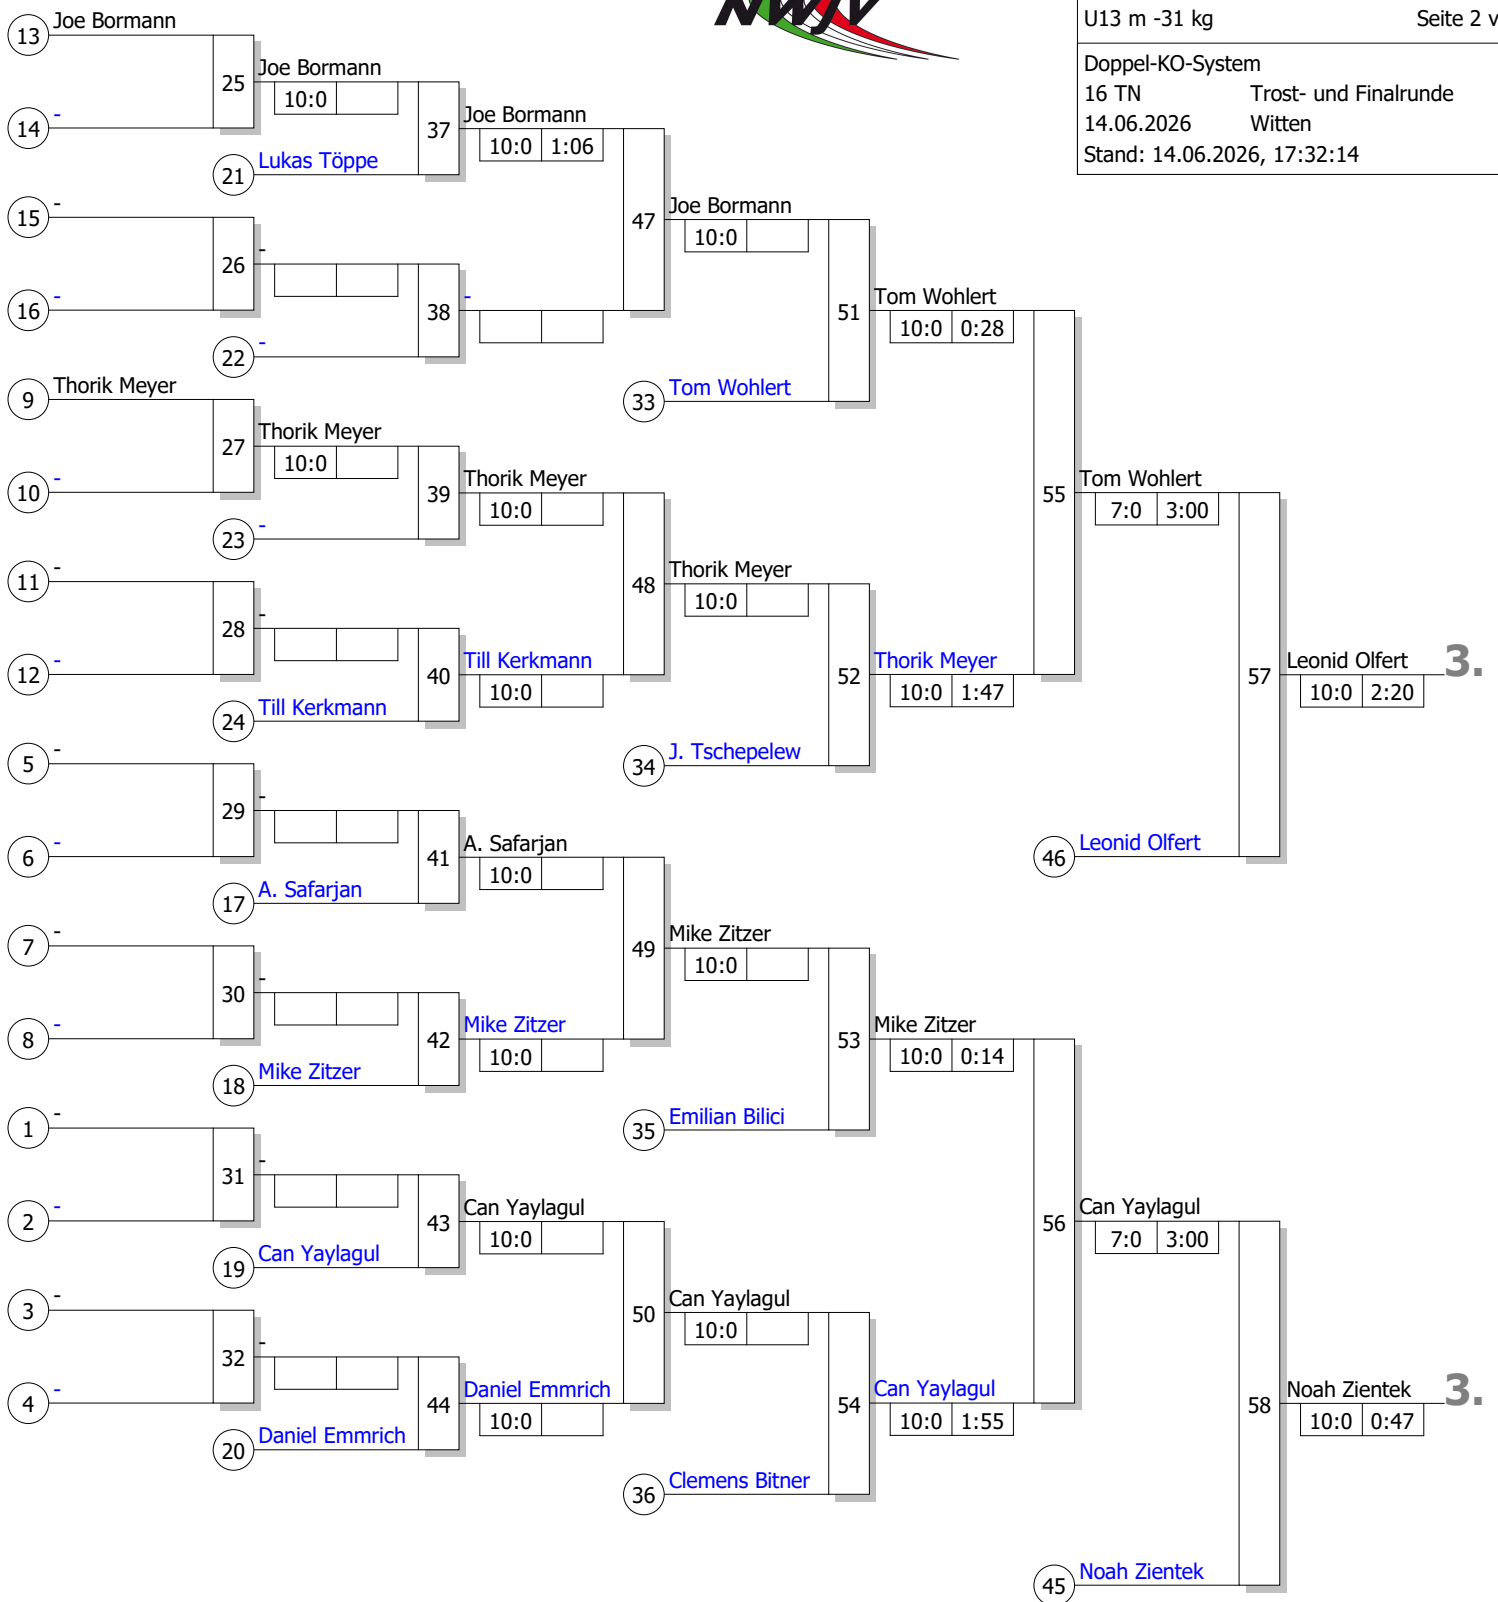 NWJV
U13 m -31 kg Seite 2 v
Doppel-KO-System
16 TN Trost- und Finalrunde
14.06.2026 Witten
Stand: 14.06.2026, 17:32:14
13 Joe Bormann
25 Joe Bormann
10:0
14 -
37 Joe Bormann
10:0 1:06
21 Lukas Töppe
15 -
47 Joe Bormann
10:0
26 -
16 -
38 -
22 -
51 Tom Wohlert
10:0 0:28
9 Thorik Meyer
33 Tom Wohlert
27 Thorik Meyer
10:0
10 -
39 Thorik Meyer
10:0
23 -
55 Tom Wohlert
7:0 3:00
11 -
48 Thorik Meyer
10:0
28 -
12 -
40 Till Kerkmann
10:0
24 Till Kerkmann
52 Thorik Meyer
10:0 1:47
57 Leonid Olfert 3.
10:0 2:20
5 -
34 J. Tschepelew
29 -
6 -
41 A. Safarjan
10:0
17 A. Safarjan
46 Leonid Olfert
7 -
49 Mike Zitzer
10:0
30 -
8 -
42 Mike Zitzer
10:0
18 Mike Zitzer
53 Mike Zitzer
10:0 0:14
1 -
35 Emilian Bilici
31 -
2 -
43 Can Yaylagul
10:0
19 Can Yaylagul
56 Can Yaylagul
7:0 3:00
3 -
50 Can Yaylagul
10:0
32 -
4 -
44 Daniel Emmrich
10:0
20 Daniel Emmrich
54 Can Yaylagul
10:0 1:55
58 Noah Zientek 3.
10:0 0:47
36 Clemens Bitner
45 Noah Zientek